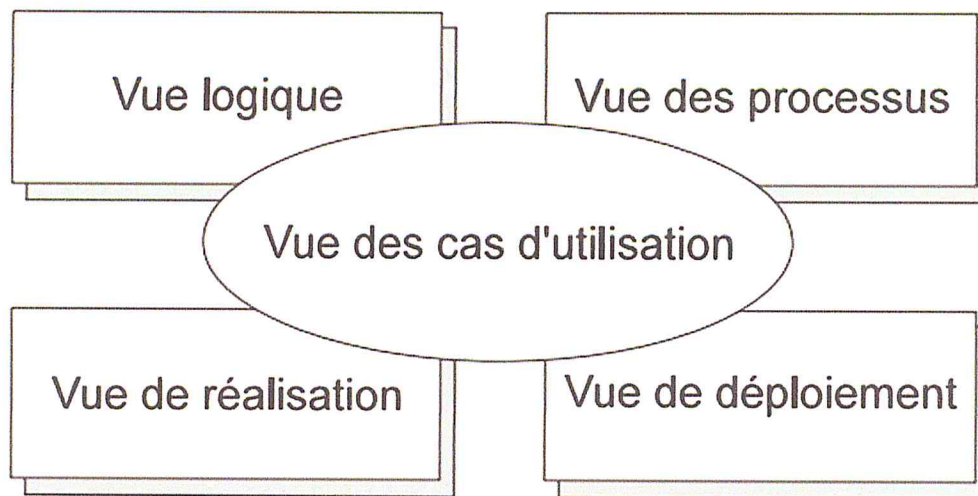 Vue logique
Vue des processus
Vue des cas d'utilisation
Vue de réalisation
Vue de déploiement